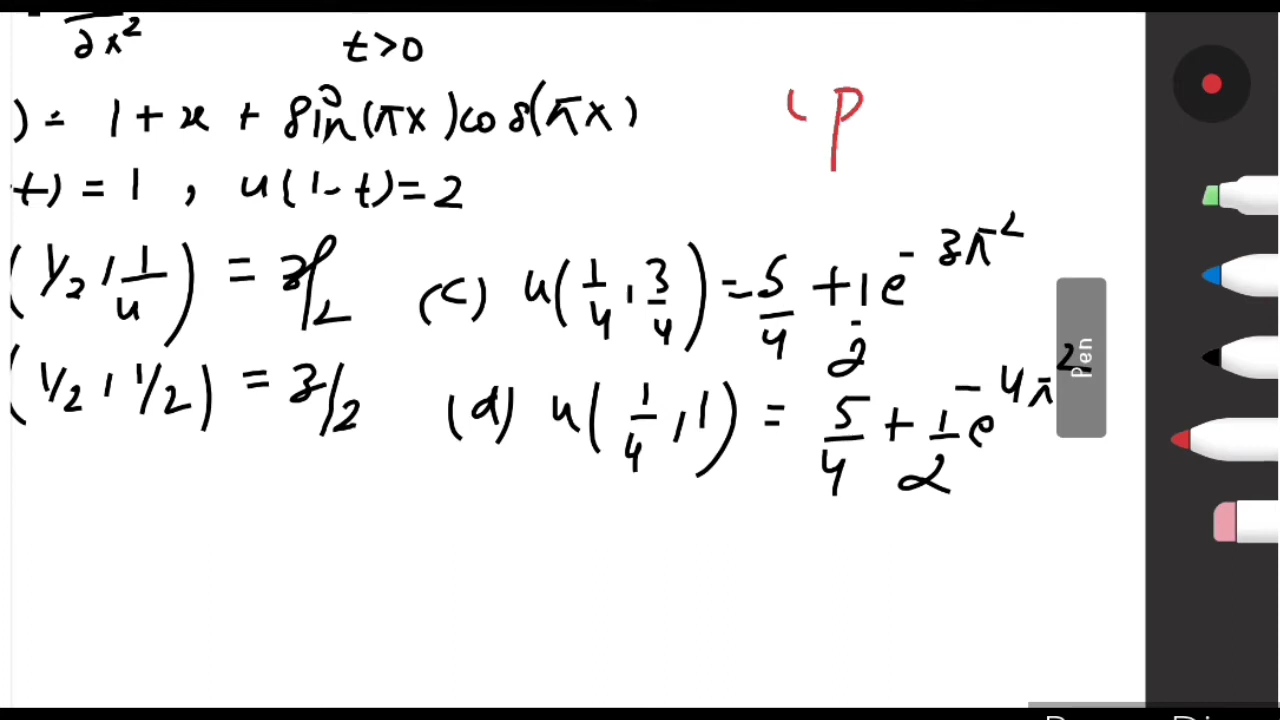 ∂x² t>0
) = 1 + x + sin(πx)cos(πx)
t) = 1 , u(1-t)=2
(1/2, 1/4) = 3/2 (c) u(1/4, 3/4) = 5/4 + 1/2 e^-3π²
(1/2, 1/2) = 3/2 (d) u(1/4, 1) = 5/4 + 1/2 e^-4π²
Pen